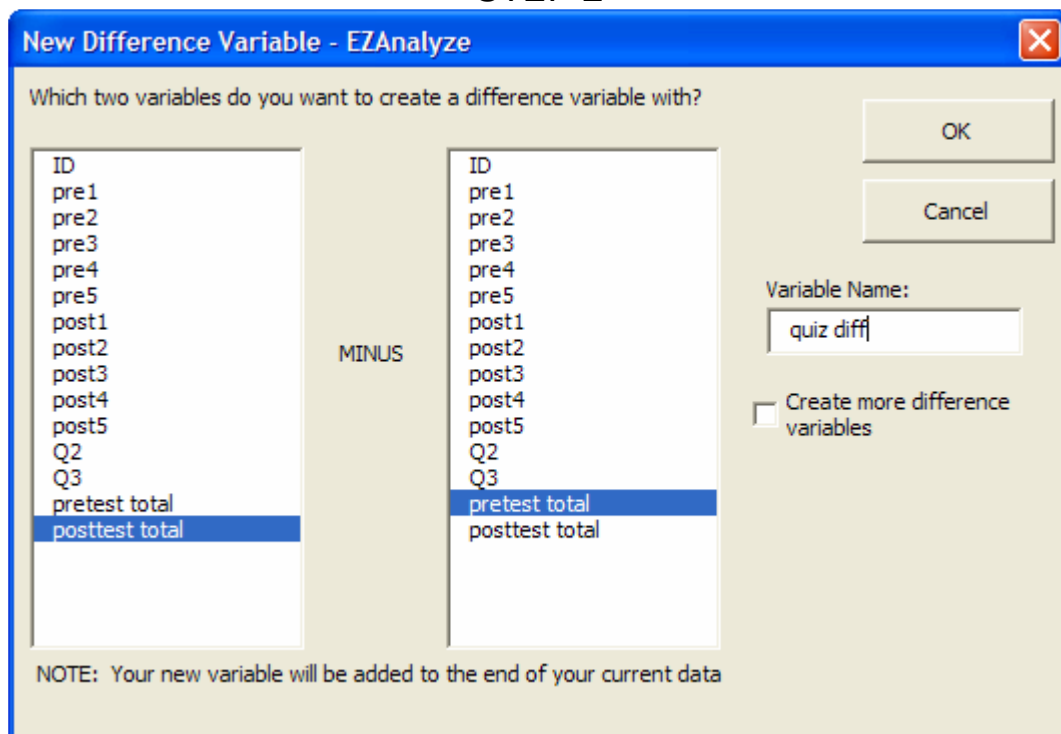 New Difference Variable - EZAnalyze
Which two variables do you want to create a difference variable with?
ID
pre1
pre2
pre3
pre4
pre5
post1
post2
post3
post4
post5
Q2
Q3
pretest total
posttest total
MINUS
ID
pre1
pre2
pre3
pre4
pre5
post1
post2
post3
post4
post5
Q2
Q3
pretest total
posttest total
OK
Cancel
Variable Name:
quiz diff
Create more difference
variables
NOTE: Your new variable will be added to the end of your current data